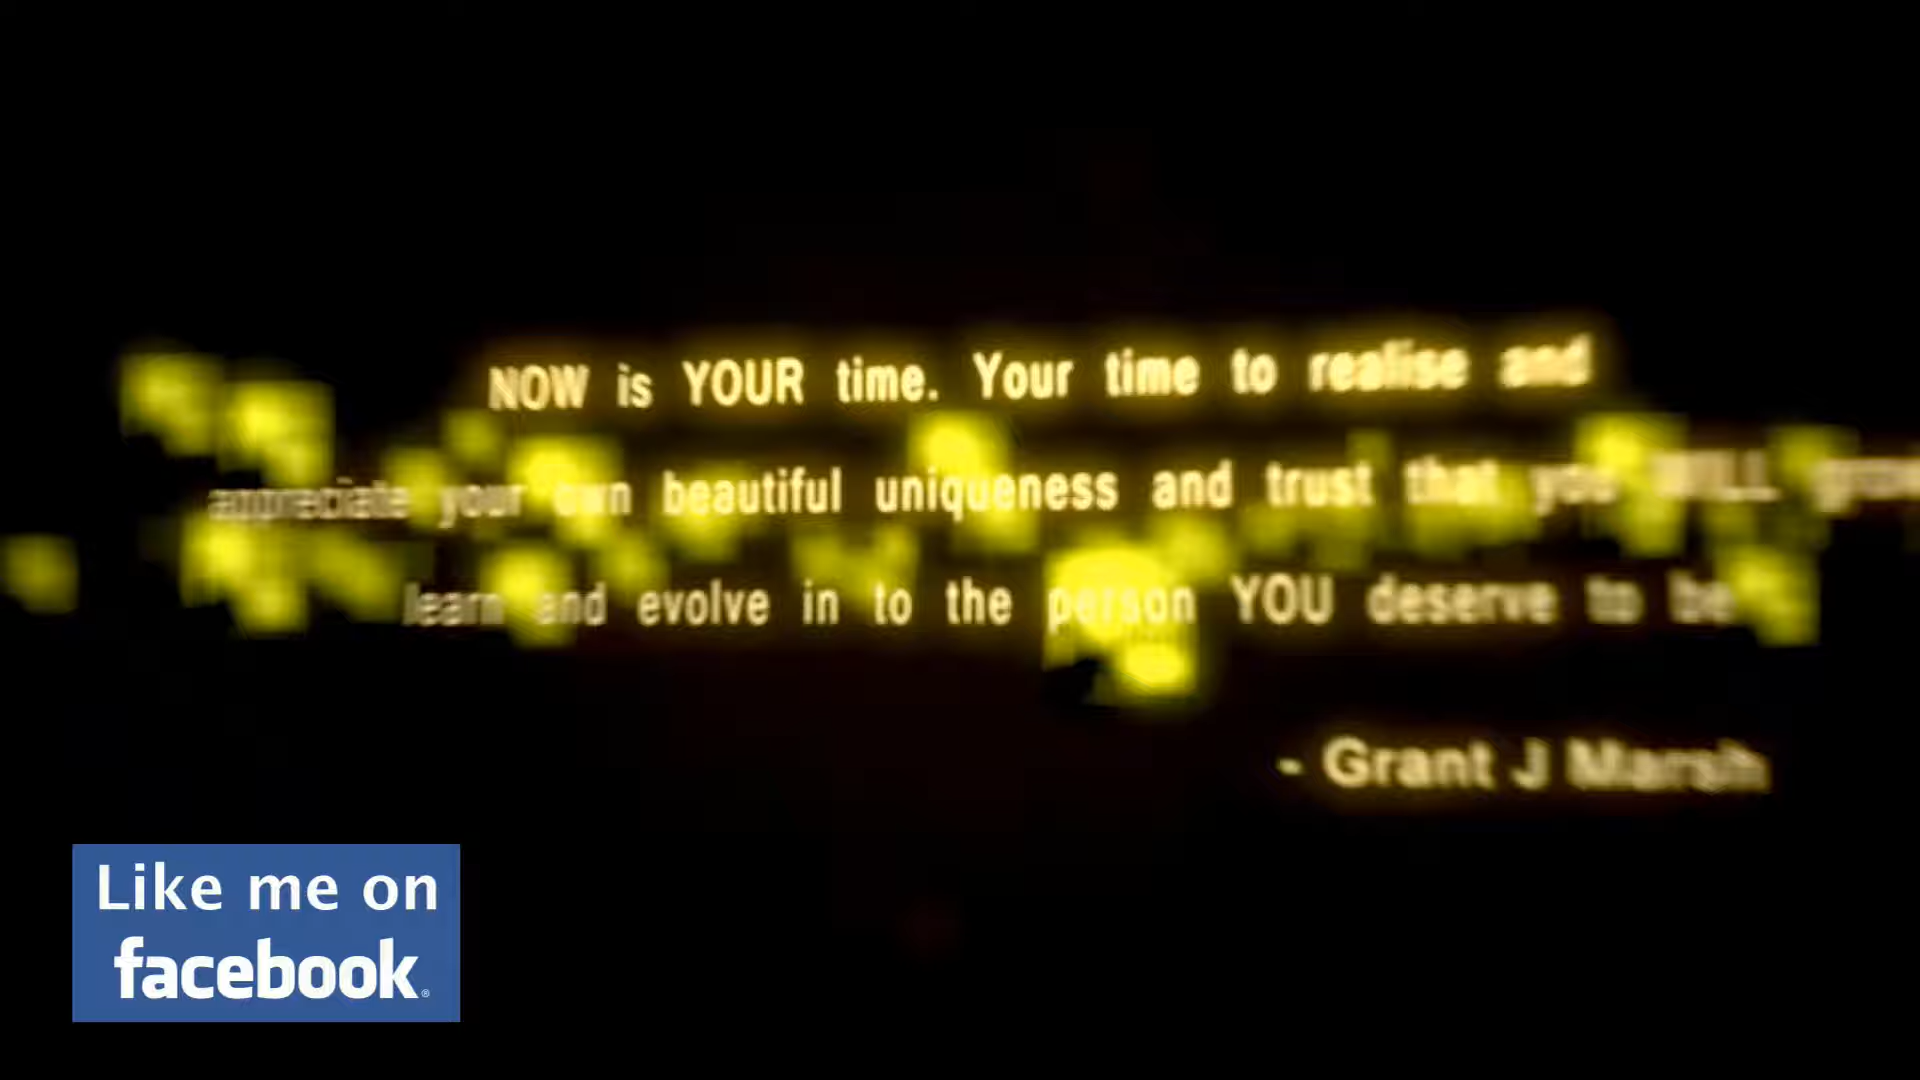 NOW is YOUR time. Your time to realise and
appreciate your own beautiful uniqueness and trust that you WILL grow
learn and evolve in to the person YOU deserve to be
- Grant J Marsh
Like me on
facebook®